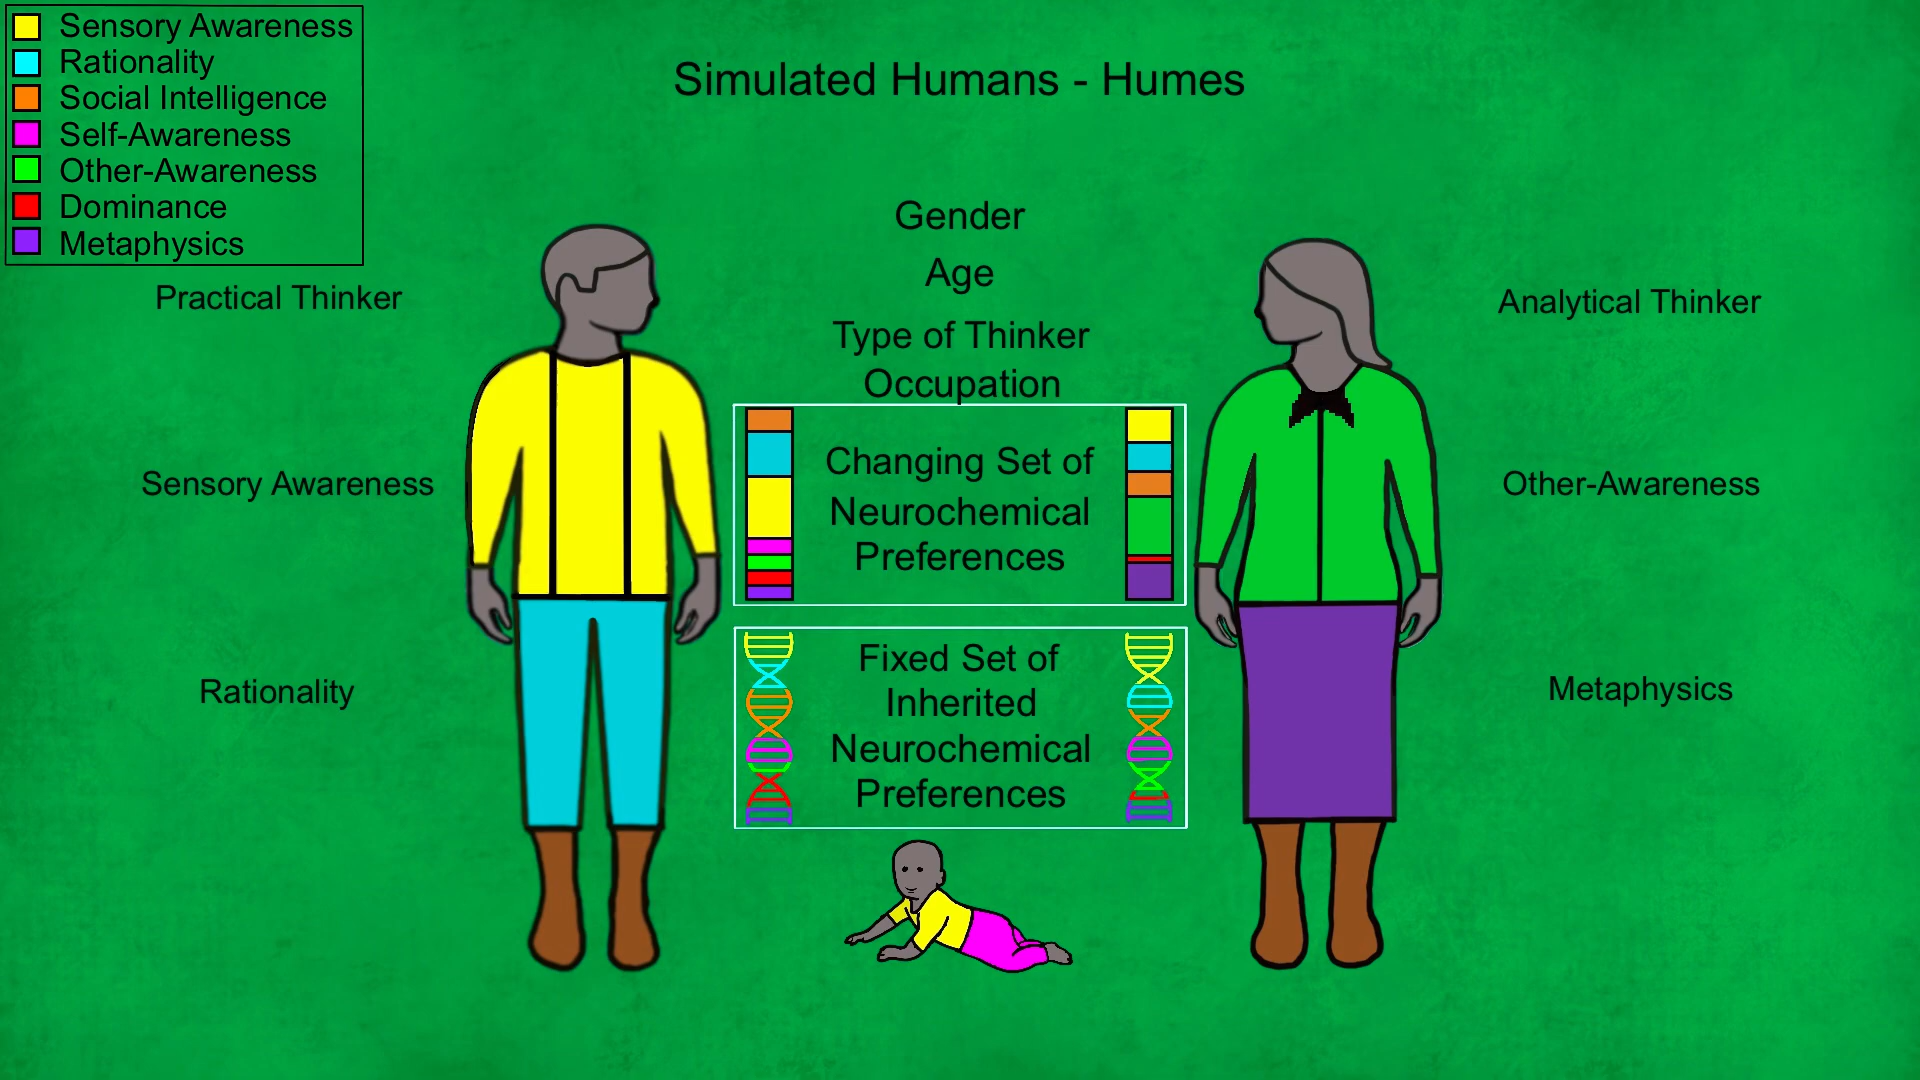 Sensory Awareness
Rationality
Social Intelligence
Self-Awareness
Other-Awareness
Dominance
Metaphysics
Simulated Humans - Humes
Practical Thinker
Sensory Awareness
Rationality
Gender
Age
Type of Thinker
Occupation
Changing Set of
Neurochemical
Preferences
Fixed Set of
Inherited
Neurochemical
Preferences
Analytical Thinker
Other-Awareness
Metaphysics